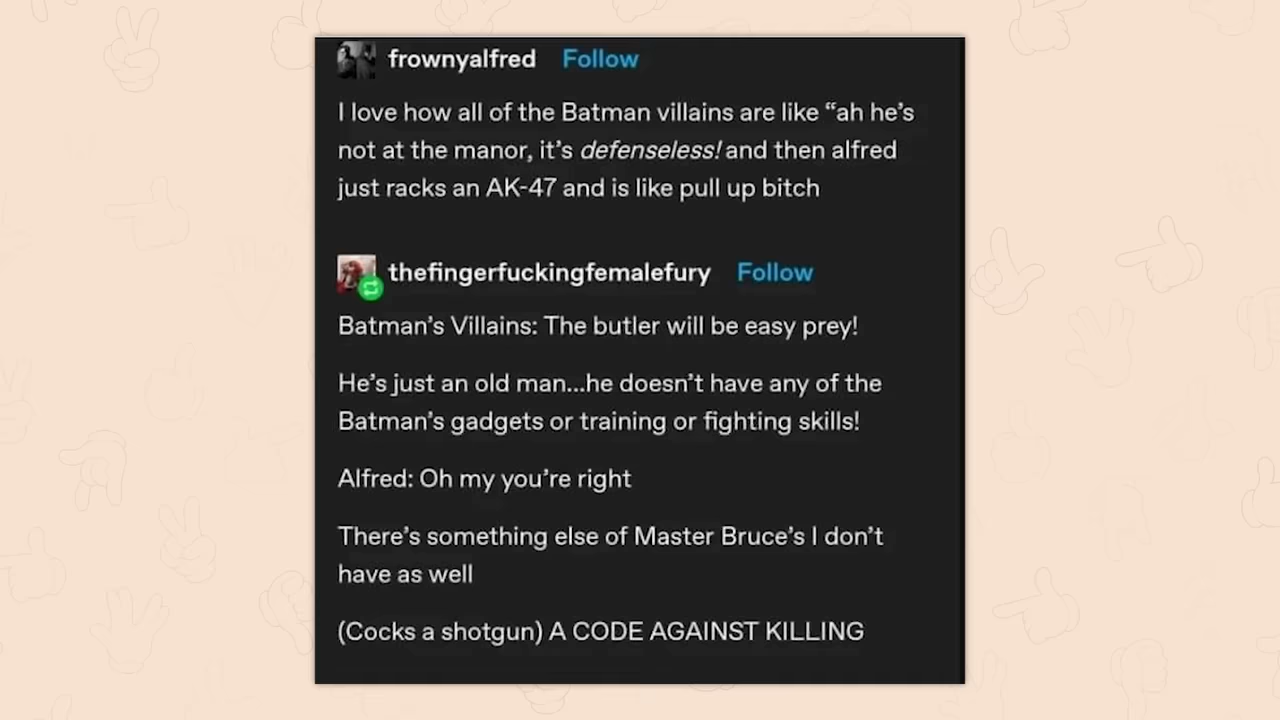 frownyalfred Follow
I love how all of the Batman villains are like “ah he’s
not at the manor, it’s defenseless! and then alfred
just racks an AK-47 and is like pull up bitch
thefingerfuckingfemalefury Follow
Batman’s Villains: The butler will be easy prey!
He’s just an old man...he doesn’t have any of the
Batman’s gadgets or training or fighting skills!
Alfred: Oh my you’re right
There’s something else of Master Bruce’s I don’t
have as well
(Cocks a shotgun) A CODE AGAINST KILLING